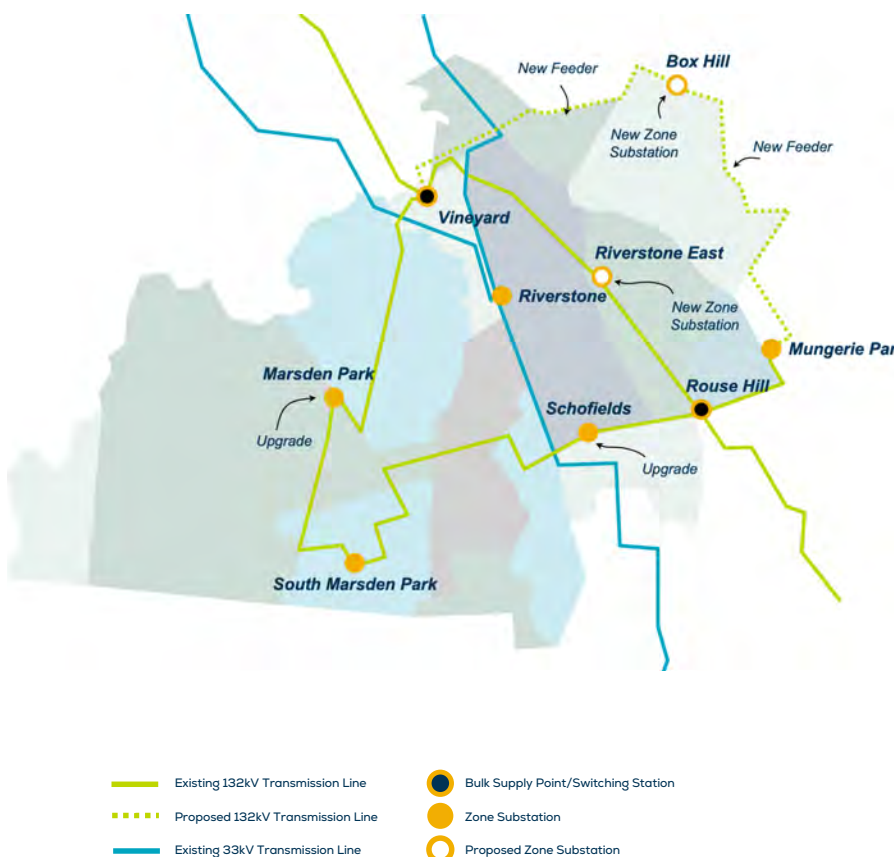 Box Hill
New Feeder
New Zone
Substation
New Feeder
Vineyard
Riverstone East
Riverstone
New Zone
Substation
Mungerie Par
Marsden Park
Rouse Hill
Schofields
Upgrade
Upgrade
South Marsden Park
Existing 132kV Transmission Line
Bulk Supply Point/Switching Station
Proposed 132kV Transmission Line
Zone Substation
Existing 33kV Transmission Line
Proposed Zone Substation